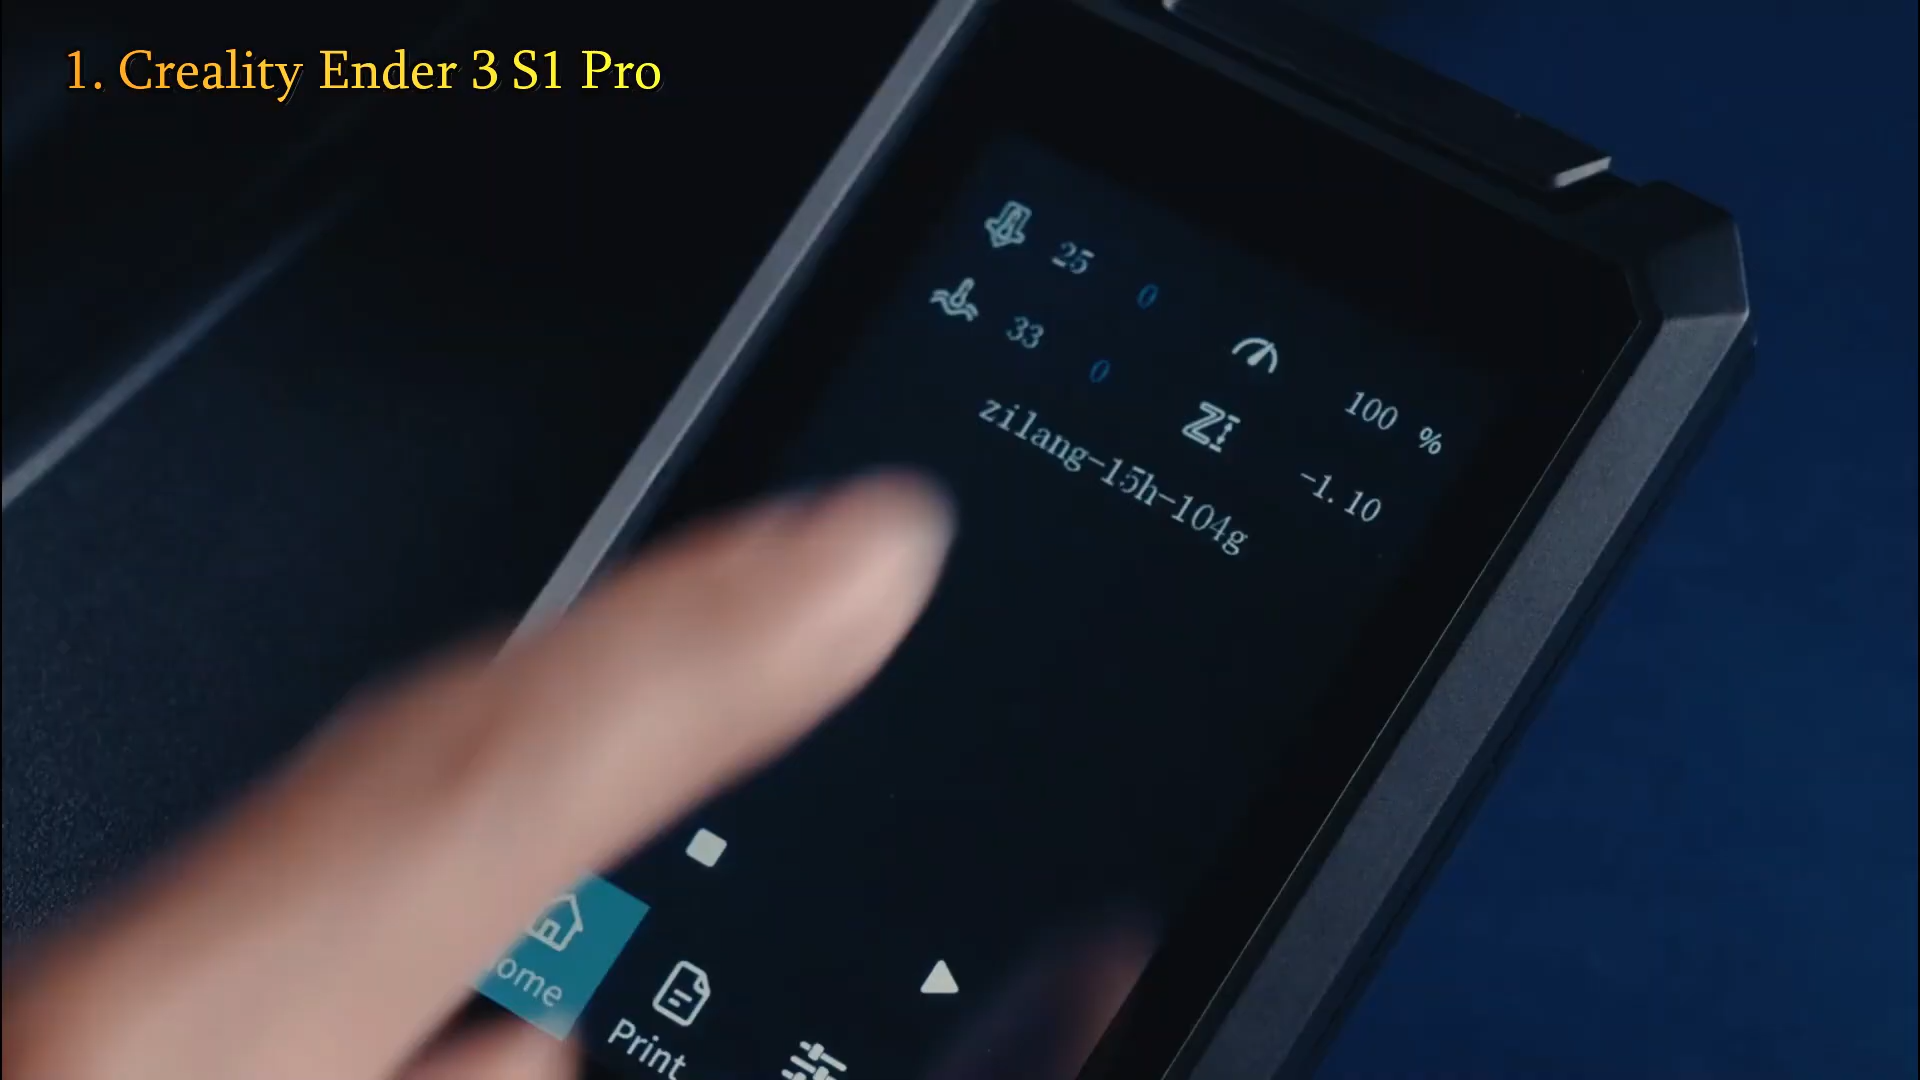 1. Creality Ender 3 S1 Pro
25 0
100 %
33 0
-1.10
zilang-15h-104g
ome
Print